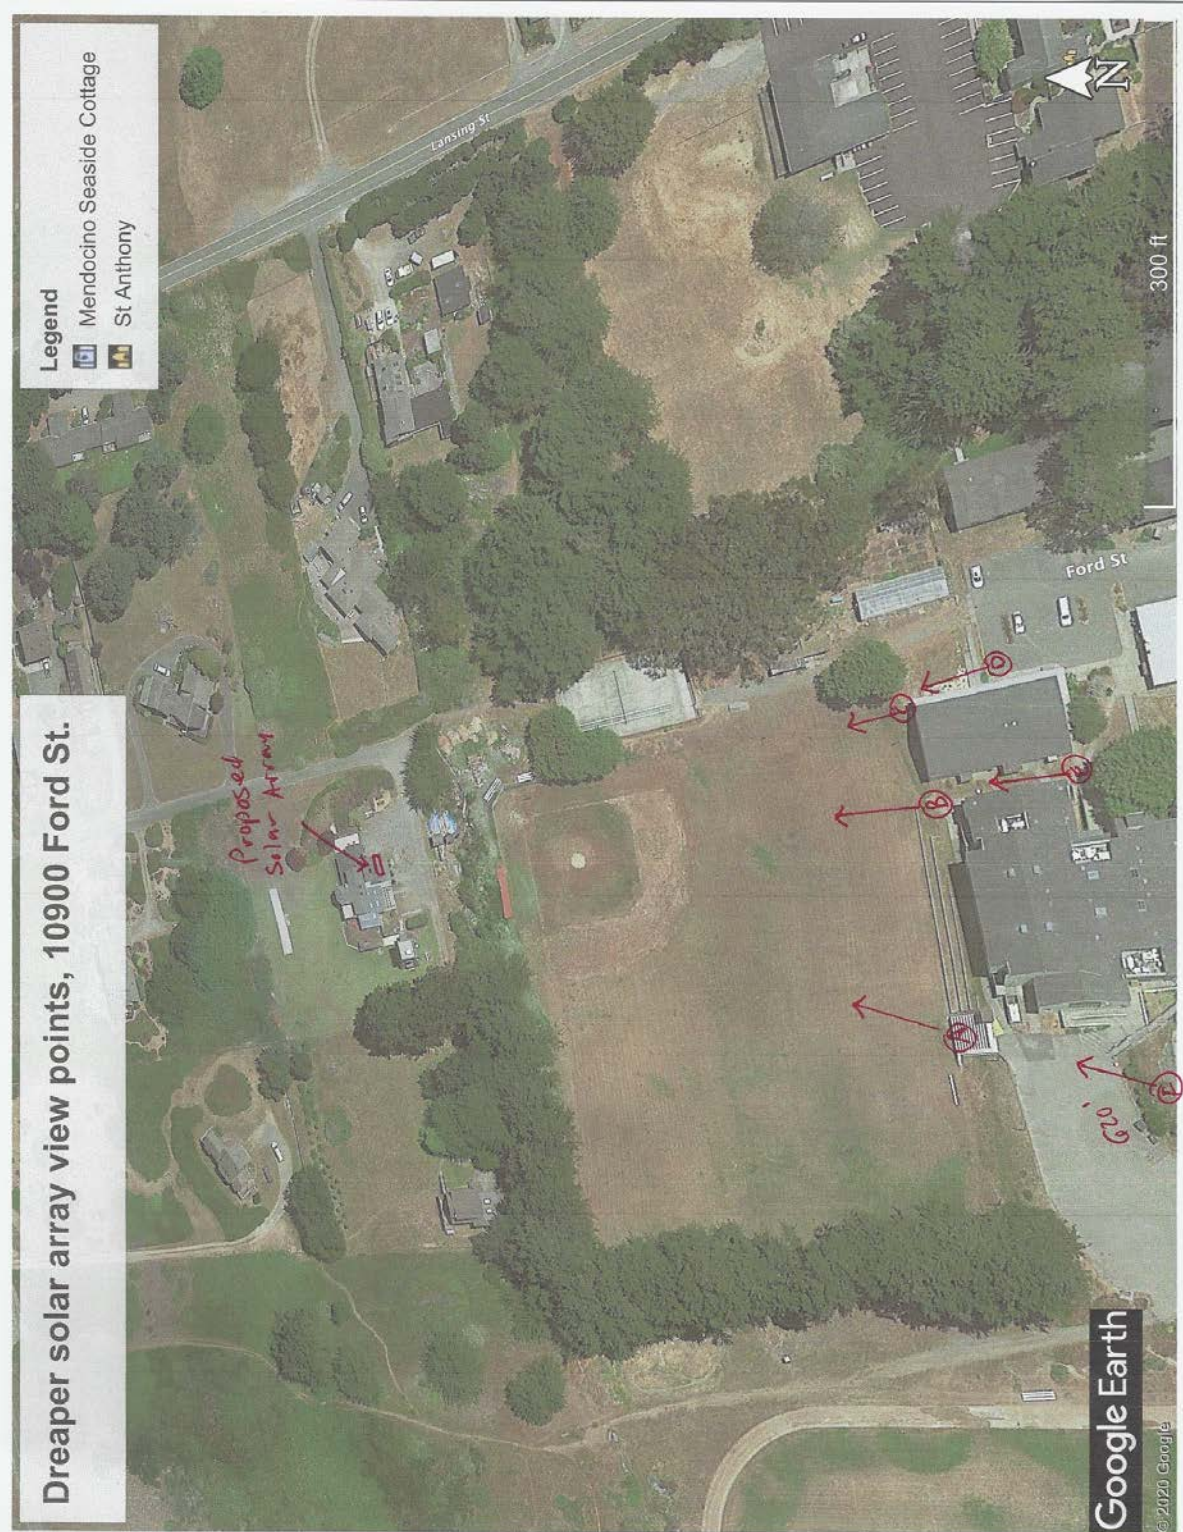 Dreaper solar array view points, 10900 Ford St.
Legend
Mendocino Seaside Cottage
St Anthony
Lansing St
Proposed
Solar Array
N
Ford St
D
B
E
A
F
620'
300 ft
Google Earth
© 2020 Google